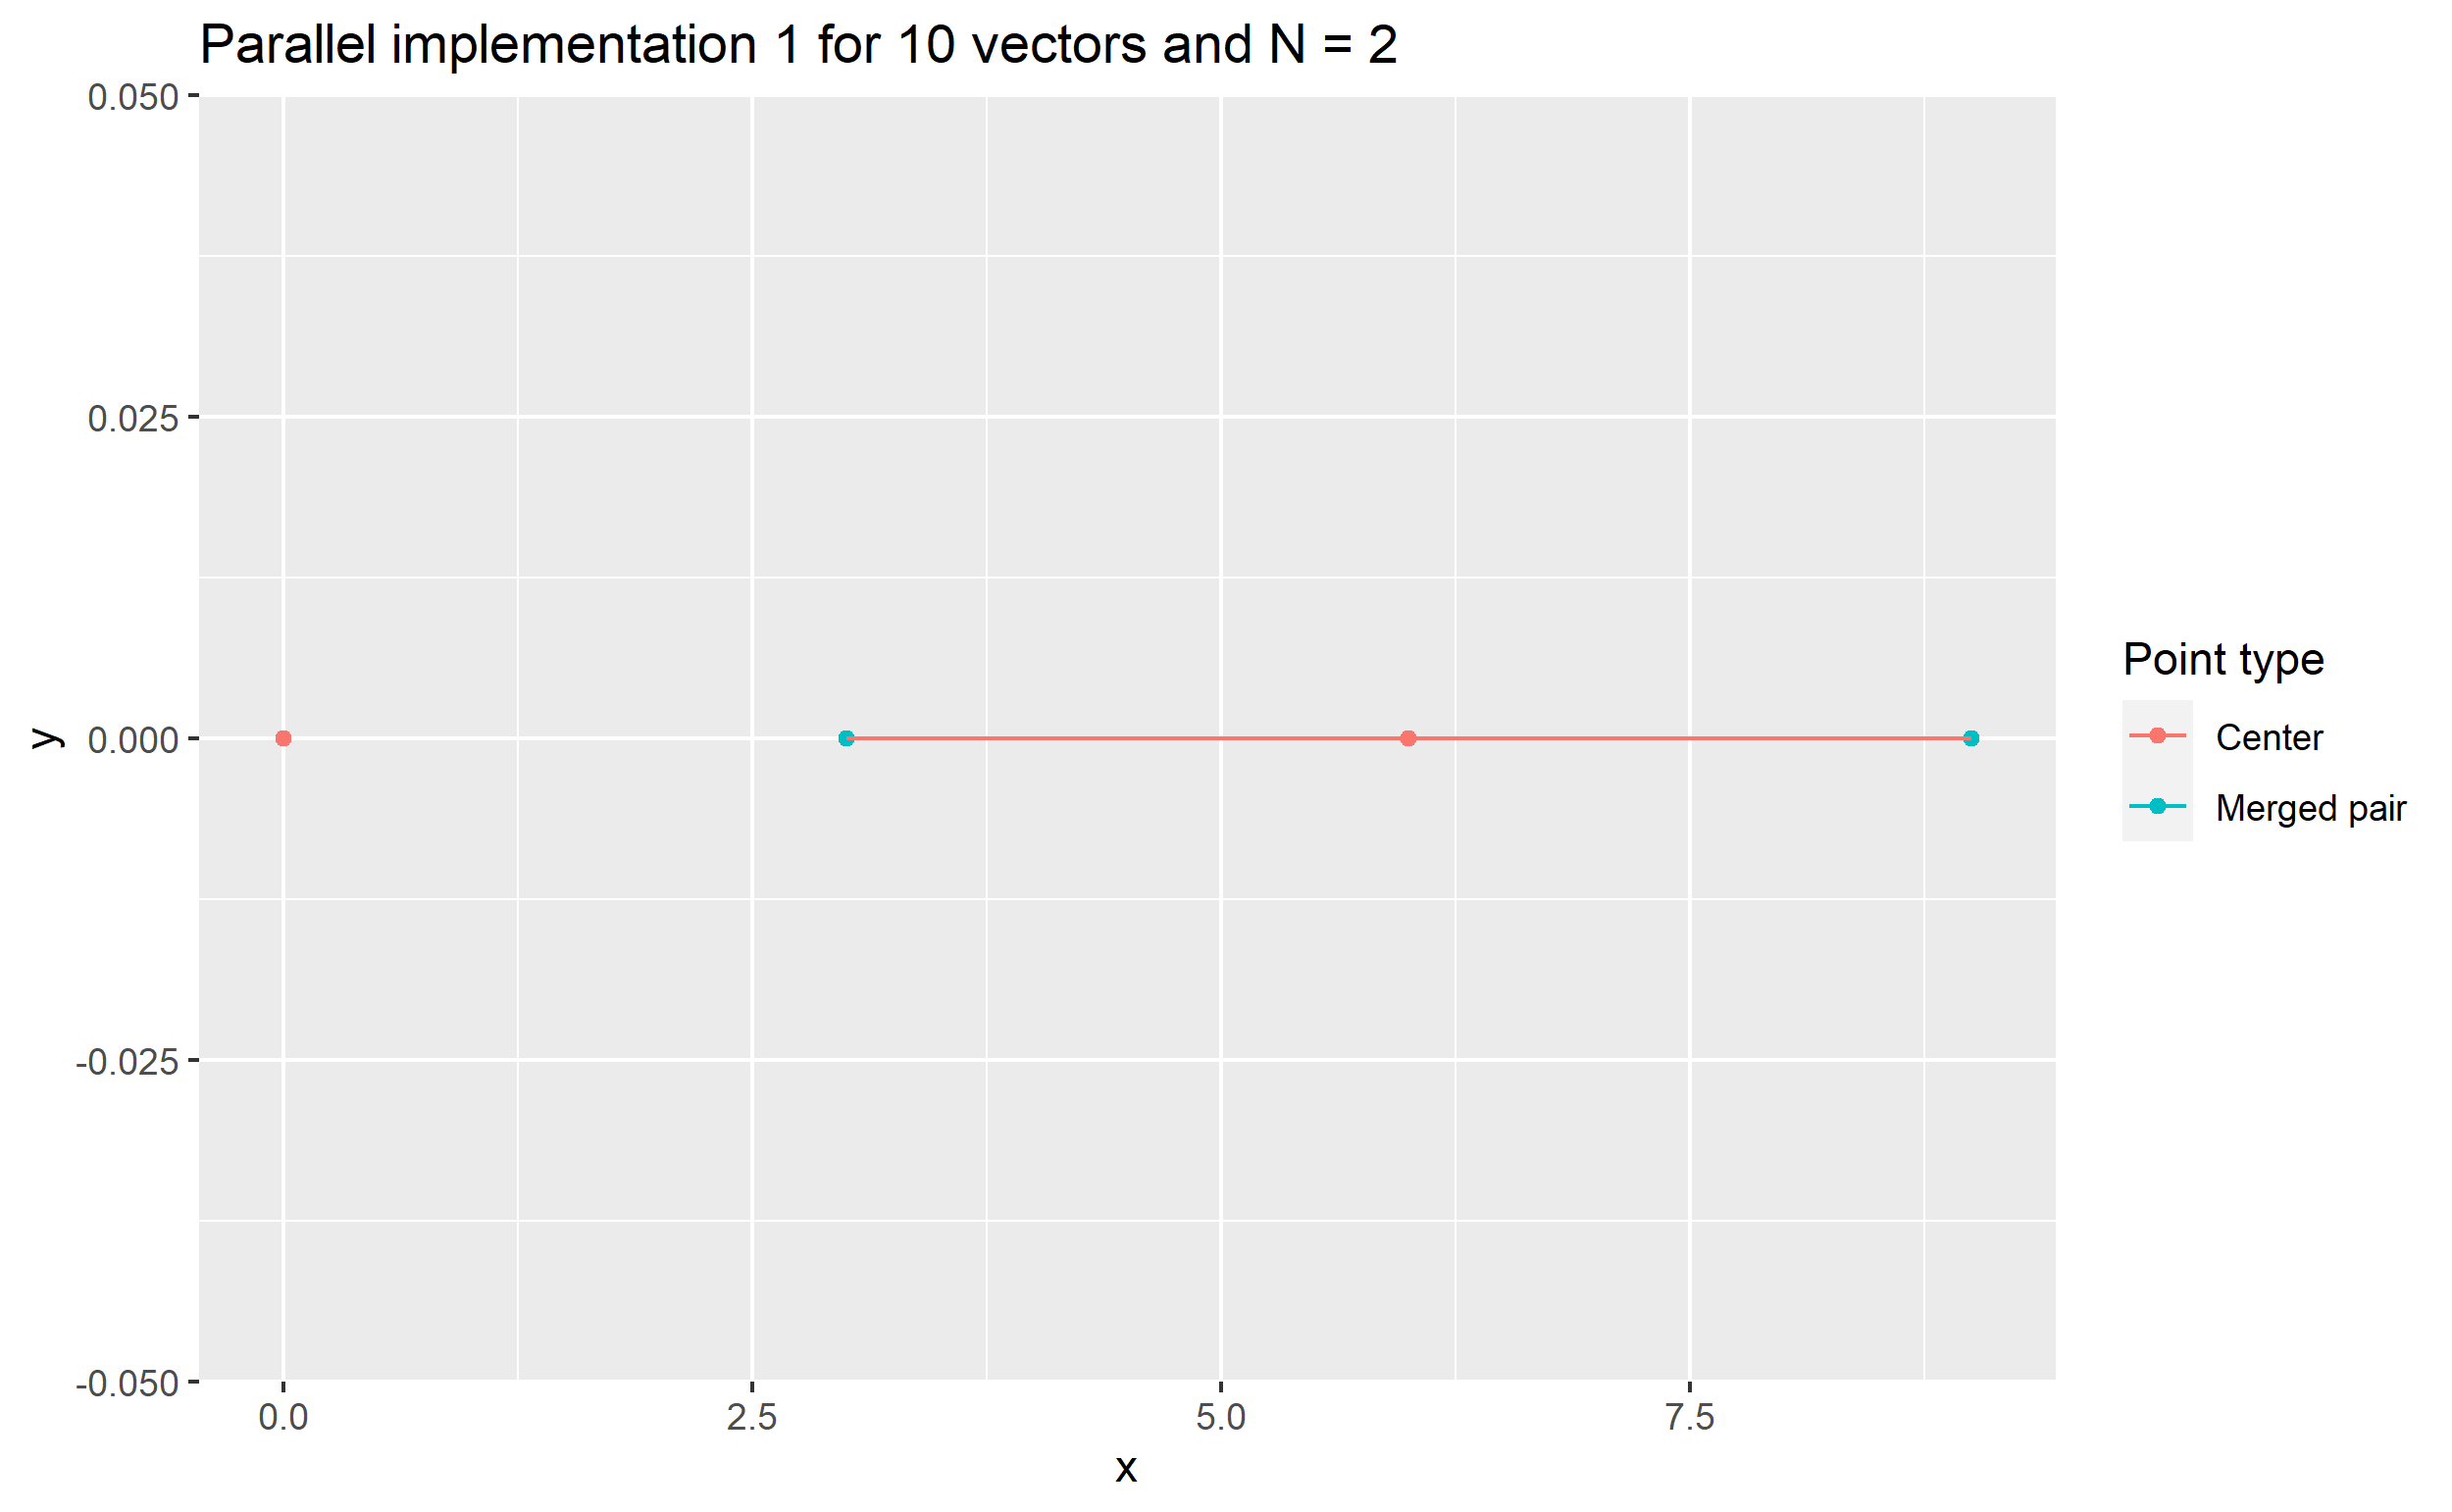 Parallel implementation 1 for 10 vectors and N = 2
0.050
0.025
0.000
-0.025
-0.050
y
0.0 2.5 5.0 7.5
x
Point type
Center
Merged pair